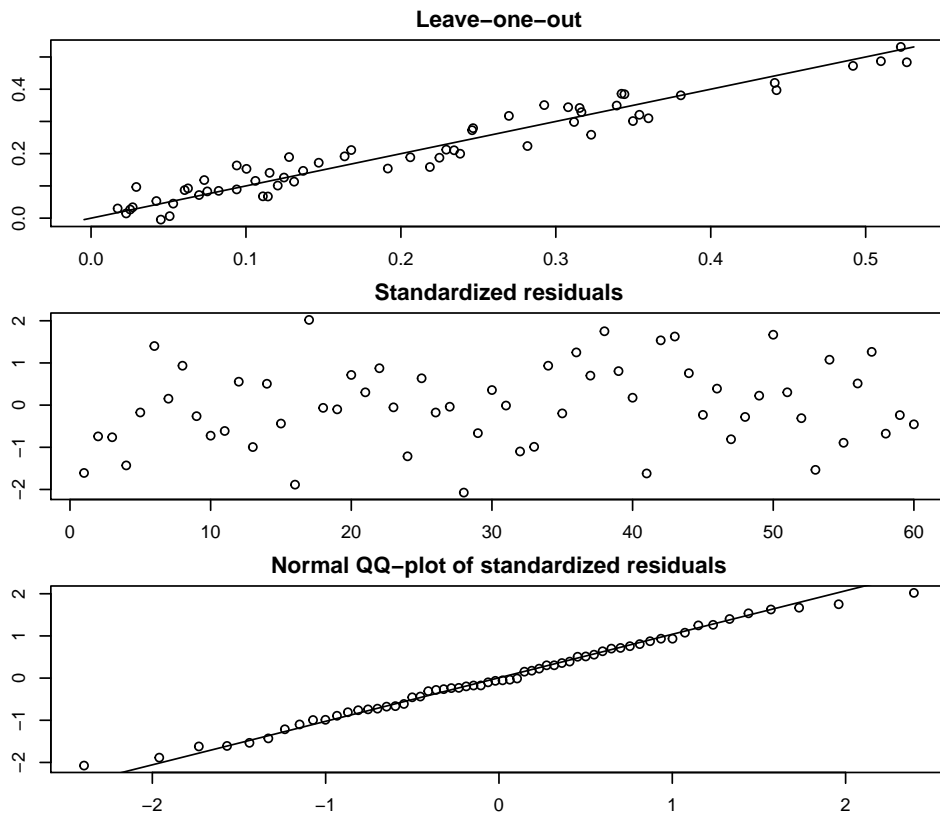 Leave−one−out
0.4
0.2
0.0
0.0 0.1 0.2 0.3 0.4 0.5
Standardized residuals
2
1
0
−1
−2
0 10 20 30 40 50 60
Normal QQ−plot of standardized residuals
2
1
0
−1
−2
−2 −1 0 1 2